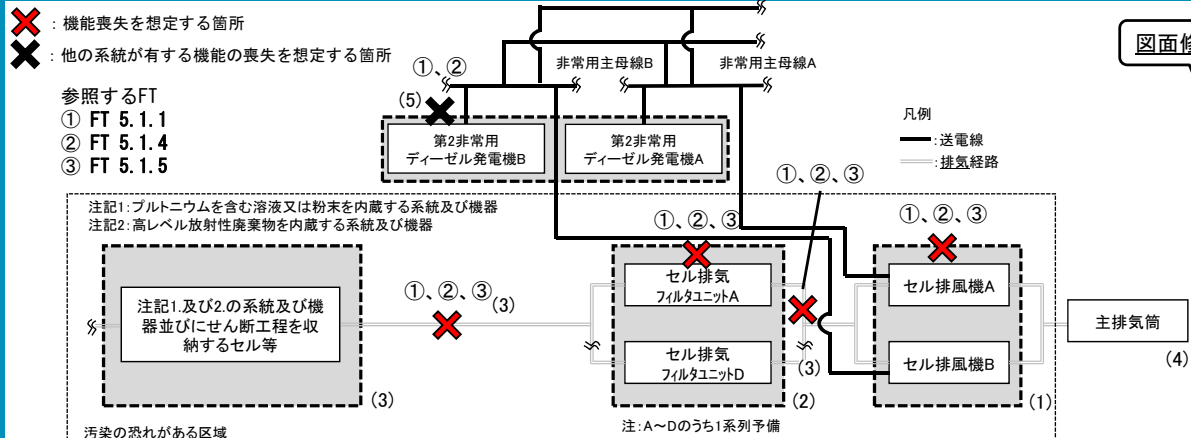 ：機能喪失を想定する箇所
：他の系統が有する機能の喪失を想定する箇所
参照するFT
① FT 5.1.1
② FT 5.1.4
③ FT 5.1.5
図面修
非常用主母線B
非常用主母線A
①、②
(5)
第2非常用
ディーゼル発電機B
第2非常用
ディーゼル発電機A
凡例
：送電線
：排気経路
注記1：プルトニウムを含む溶液又は粉末を内蔵する系統及び機器
注記2：高レベル放射性廃棄物を内蔵する系統及び機器
①、②、③
①、②、③
①、②、③
①、②、③
(3)
注記1.及び2.の系統及び機
器並びにせん断工程を収
納するセル等
(3)
セル排気
フィルタユニットA
セル排気
フィルタユニットD
(3)
(2)
セル排風機A
セル排風機B
(1)
主排気筒
(4)
注：A～Dのうち1系列予備
汚染の恐れがある区域